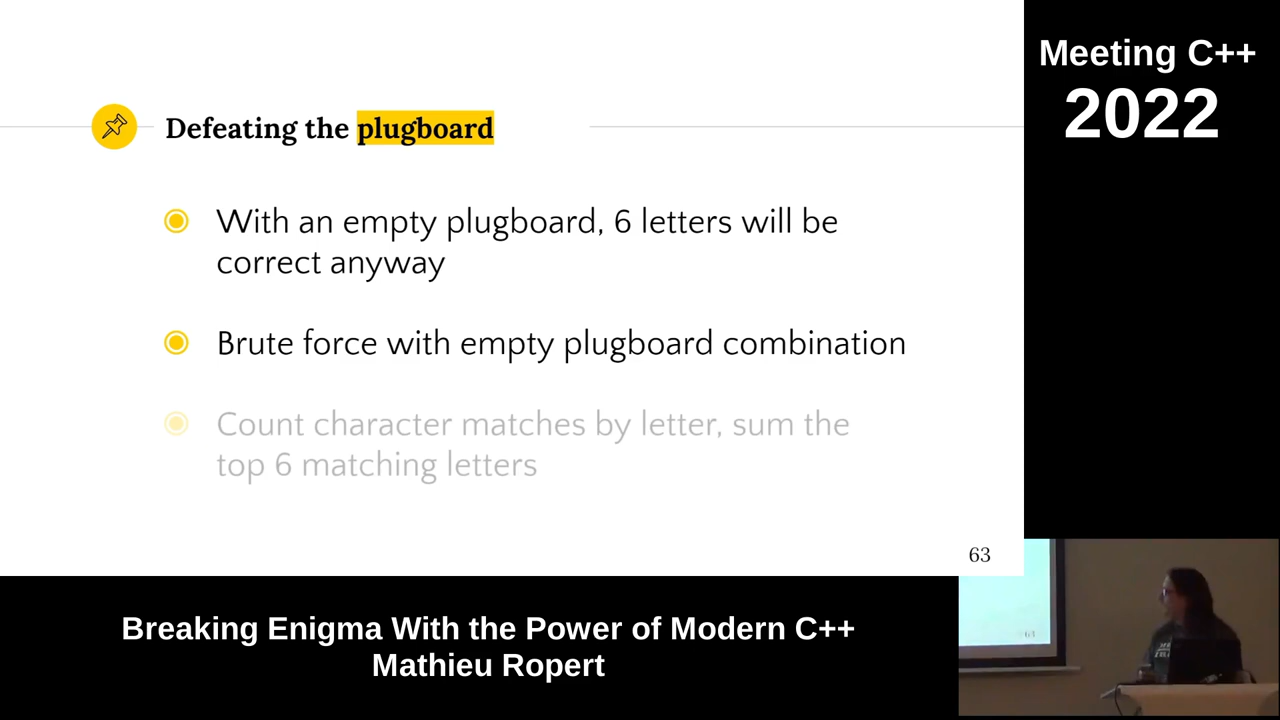 Meeting C++
2022
Defeating the plugboard
With an empty plugboard, 6 letters will be
correct anyway
Brute force with empty plugboard combination
Count character matches by letter, sum the
top 6 matching letters
63
63
Breaking Enigma With the Power of Modern C++
Mathieu Ropert